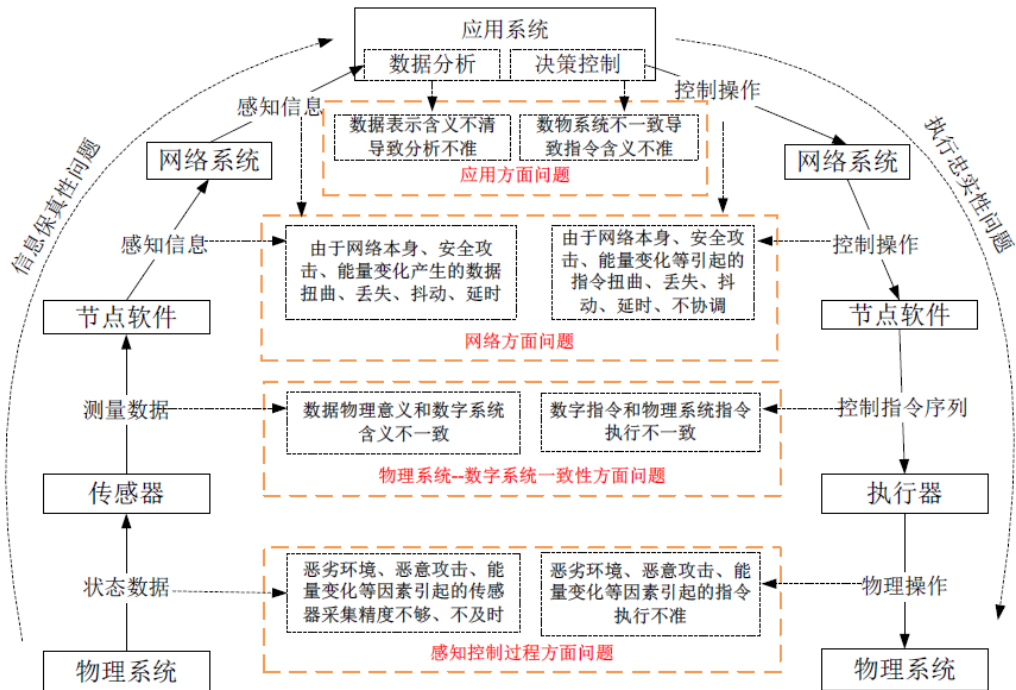 应用系统
数据分析
决策控制
感知信息
控制操作
数据表示含义不清
导致分析不准
数物系统不一致导
致指令含义不准
应用方面问题
信息保真性问题
执行忠实性问题
网络系统
网络系统
感知信息
由于网络本身、安全攻
击、能量变化产生的数据
扭曲、丢失、抖动、延时
由于网络本身、安全攻
击、能量变化等引起的
指令扭曲、丢失、抖
动、延时、不协调
控制操作
网络方面问题
节点软件
节点软件
测量数据
数据物理意义和数字系统
含义不一致
数字指令和物理系统指令
执行不一致
控制指令序列
物理系统--数字系统一致性方面问题
传感器
执行器
状态数据
恶劣环境、恶意攻击、能
量变化等因素引起的传感
器采集精度不够、不及时
恶劣环境、恶意攻击、能
量变化等因素引起的指令
执行不准
物理操作
感知控制过程方面问题
物理系统
物理系统